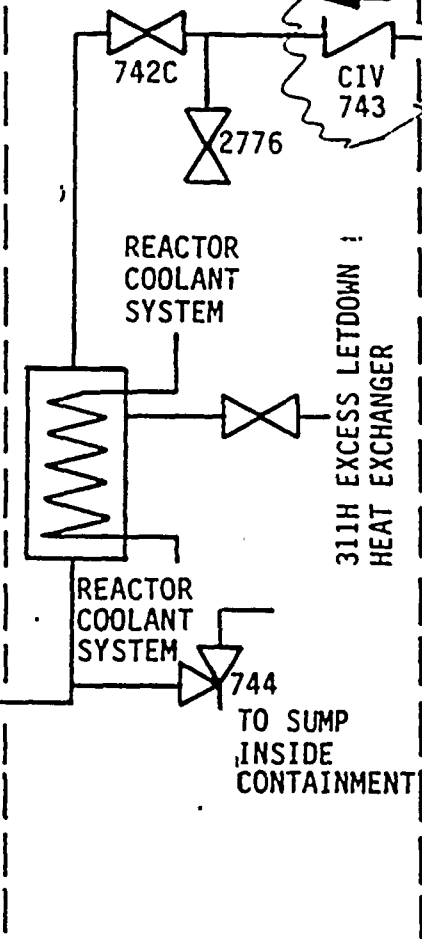 742C
CIV
743
2776
REACTOR
COOLANT
SYSTEM
311H EXCESS LETDOWN
HEAT EXCHANGER
REACTOR
COOLANT
SYSTEM
744
TO SUMP
INSIDE
CONTAINMENT